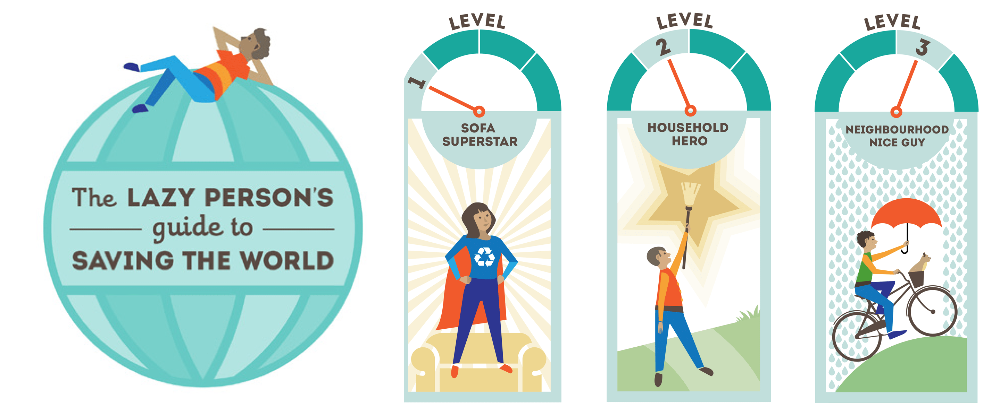 The LAZY PERSON'S
guide to
SAVING THE WORLD
LEVEL
1
SOFA
SUPERSTAR
LEVEL
2
HOUSEHOLD
HERO
LEVEL
3
NEIGHBOURHOOD
NICE GUY